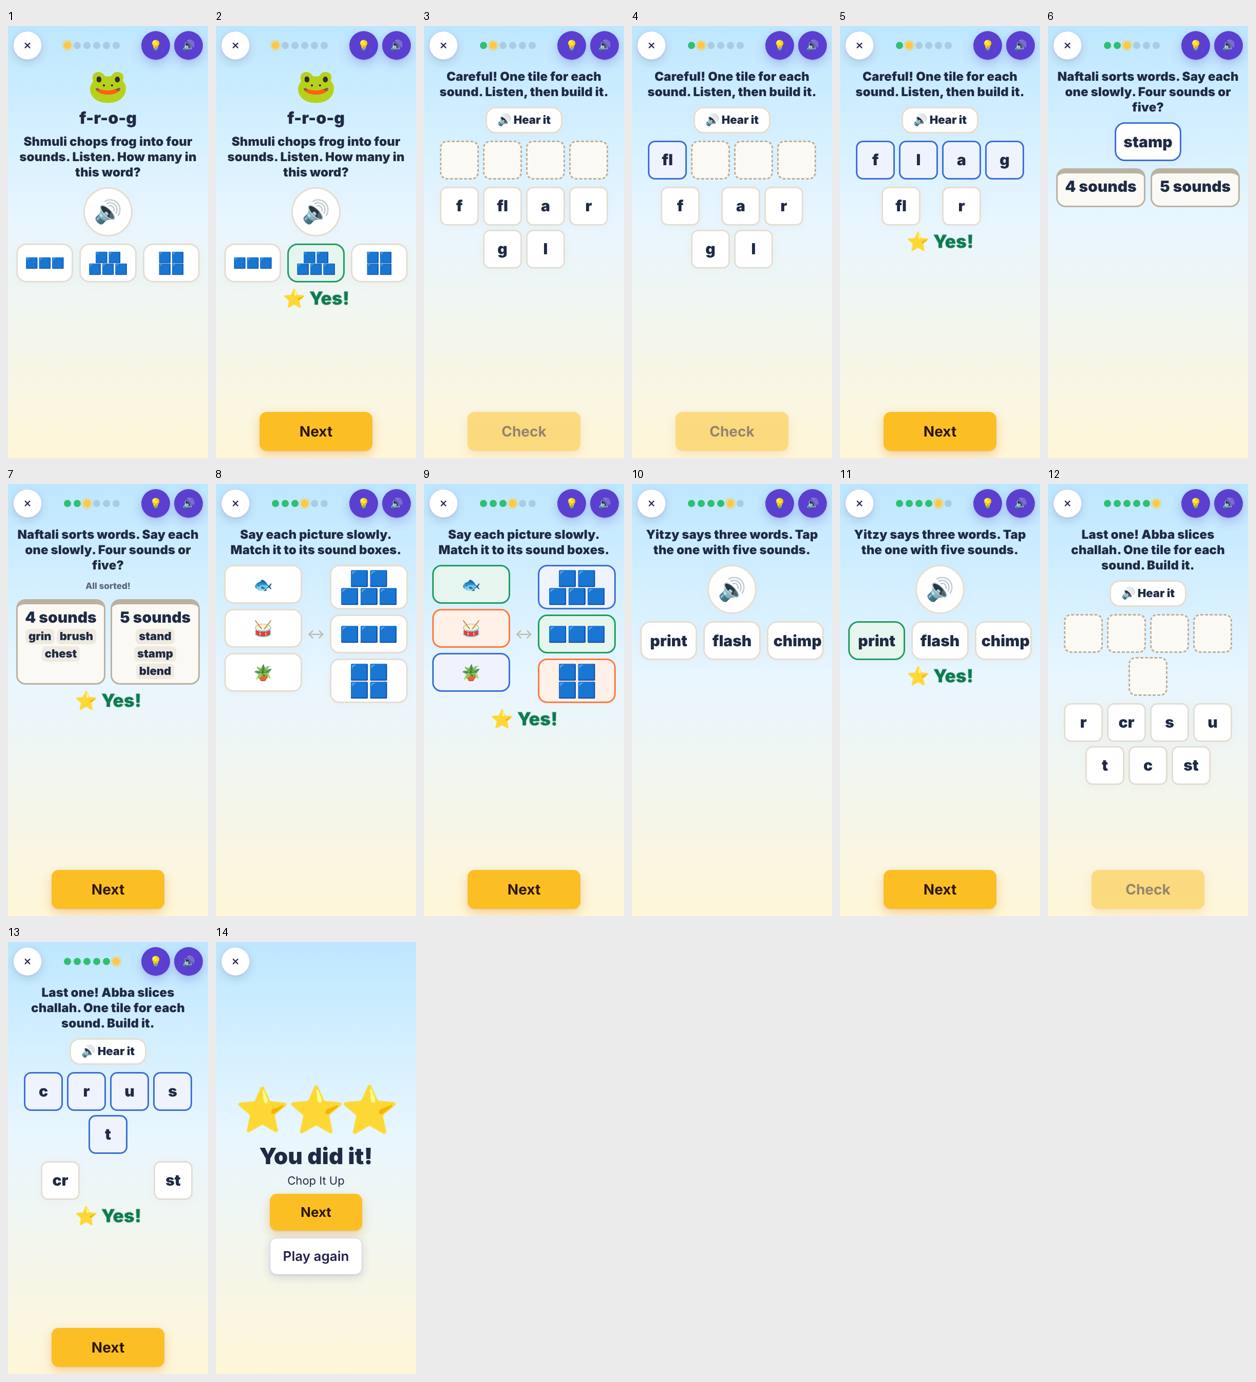 1
f-r-o-g
Shmuli chops frog into four
sounds. Listen. How many in
this word?
2
f-r-o-g
Shmuli chops frog into four
sounds. Listen. How many in
this word?
Yes!
Next
3
Careful! One tile for each
sound. Listen, then build it.
Hear it
f fl a r
g l
Check
4
Careful! One tile for each
sound. Listen, then build it.
Hear it
fl
f a r
g l
Check
5
Careful! One tile for each
sound. Listen, then build it.
Hear it
f l a g
fl r
Yes!
Next
6
Naftali sorts words. Say each
one slowly. Four sounds or
five?
stamp
4 sounds 5 sounds
7
Naftali sorts words. Say each
one slowly. Four sounds or
five?
All sorted!
4 sounds 5 sounds
grin brush stand
chest stamp
blend
Yes!
Next
8
Say each picture slowly.
Match it to its sound boxes.
9
Say each picture slowly.
Match it to its sound boxes.
Yes!
Next
10
Yitzy says three words. Tap
the one with five sounds.
print flash chimp
11
Yitzy says three words. Tap
the one with five sounds.
print flash chimp
Yes!
Next
12
Last one! Abba slices
challah. One tile for each
sound. Build it.
Hear it
r cr s u
t c st
Check
13
Last one! Abba slices
challah. One tile for each
sound. Build it.
Hear it
c r u s
t
cr st
Yes!
Next
14
You did it!
Chop It Up
Next
Play again